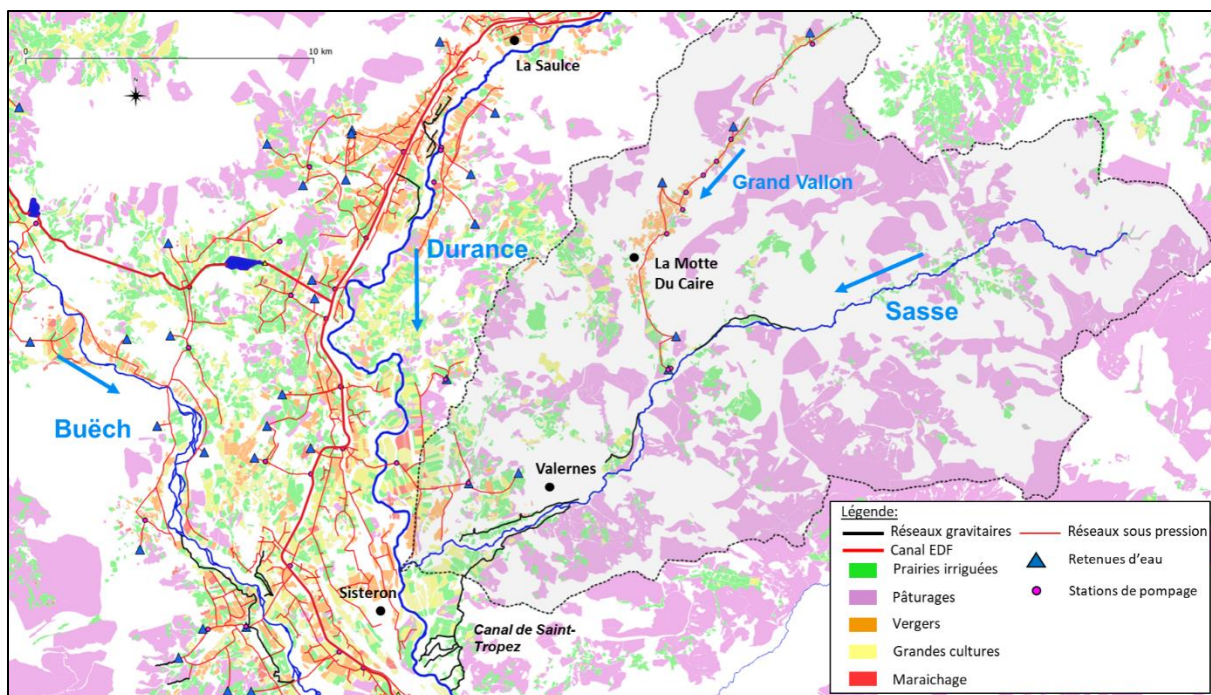 0
10 km
La Saulce
Grand Vallon
Durance
La Motte
Du Caire
Sasse
Buëch
Valernes
Sisteron
Canal de Saint-
Tropez
Légende:
Réseaux gravitaires
Réseaux sous pression
Canal EDF
Retenues d'eau
Prairies irriguées
Pâturages
Stations de pompage
Vergers
Grandes cultures
Maraichage